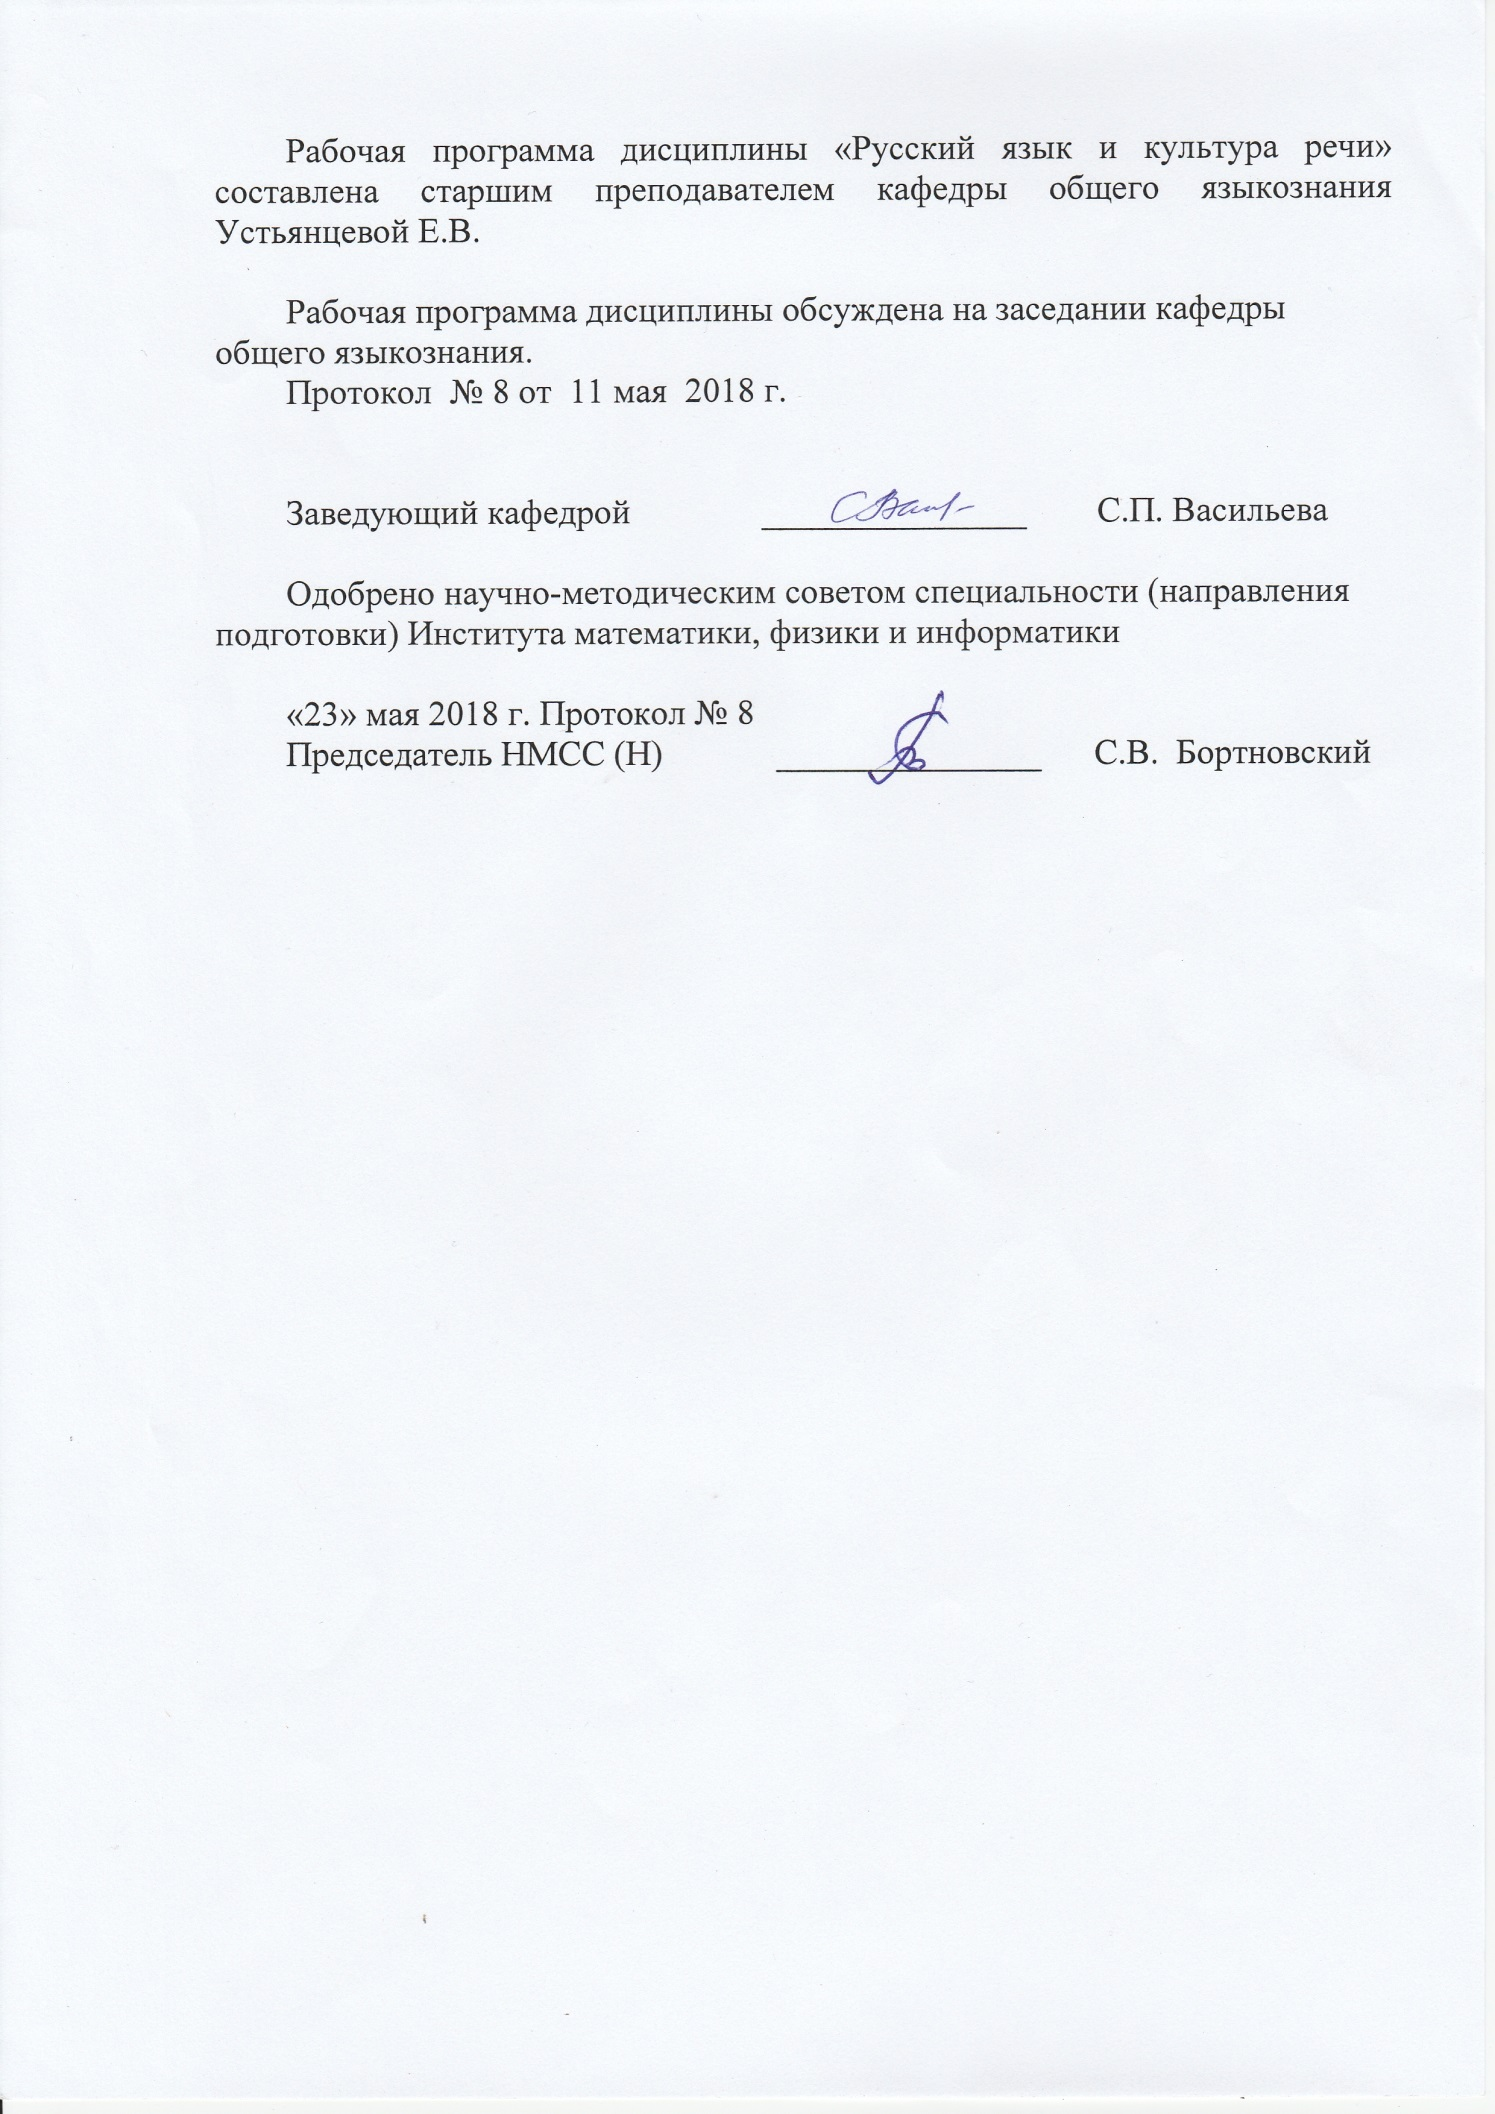 Рабочая программа дисциплины «Русский язык и культура речи»
составлена старшим преподавателем кафедры общего языкознания
Устьянцевой Е.В.
Рабочая программа дисциплины обсуждена на заседании кафедры
общего языкознания.
Протокол № 8 от 11 мая 2018 г.
Заведующий кафедрой ________________ С.П. Васильева
Одобрено научно-методическим советом специальности (направления
подготовки) Института математики, физики и информатики
«23» мая 2018 г. Протокол № 8
Председатель НМСС (Н) ________________ С.В. Бортновский